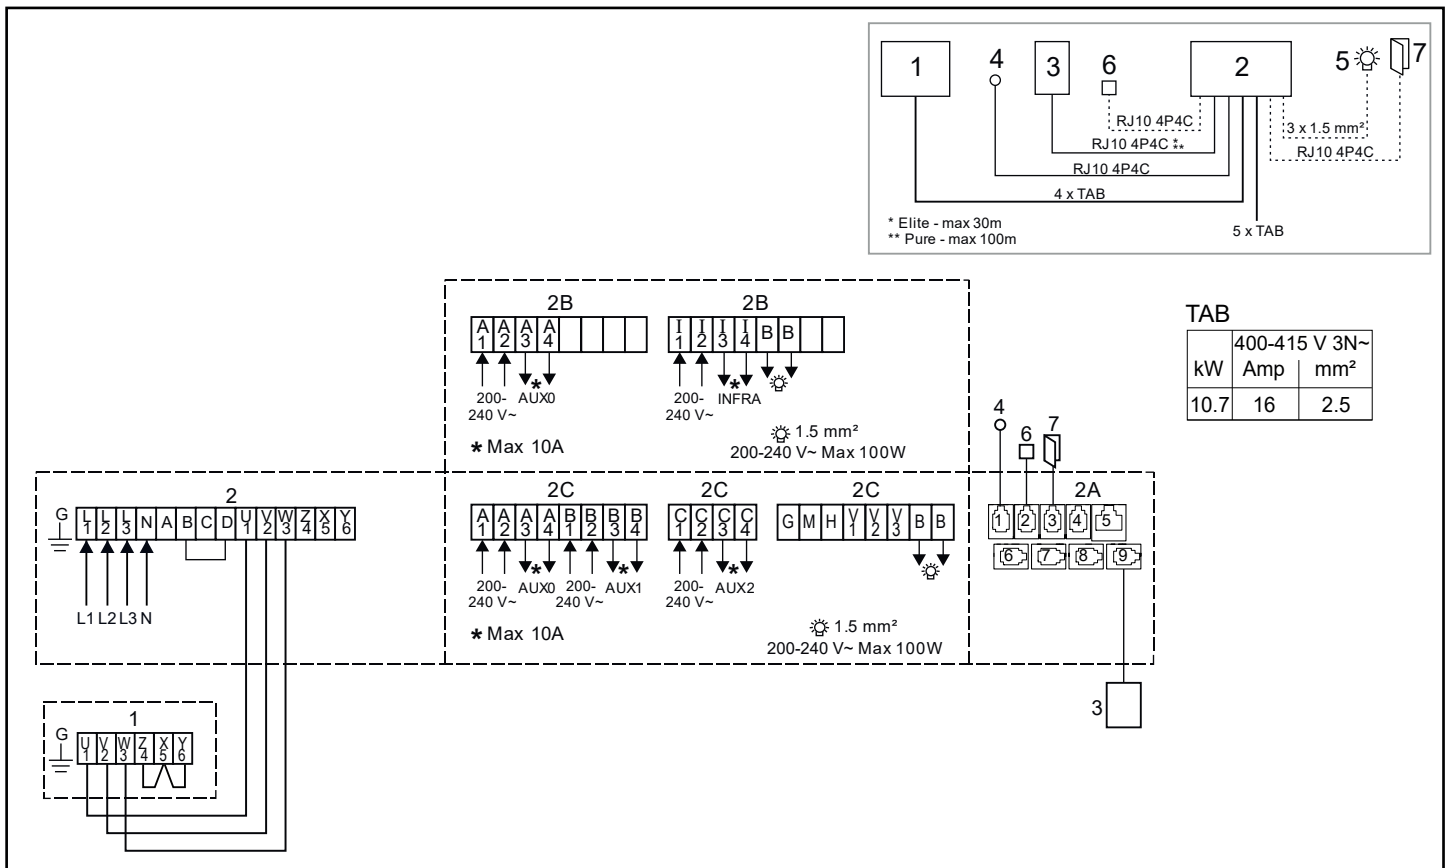 1 4 3 6 2 5 7
RJ10 4P4C
3 x 1.5 mm²
RJ10 4P4C * **
RJ10 4P4C
RJ10 4P4C
4 x TAB
5 x TAB
* Elite - max 30m
** Pure - max 100m
2B
A1 A2 A3 A4
200-240 V~
* AUX0
* Max 10A
2B
I1 I2 I3 I4 B B
200-240 V~
* INFRA
1.5 mm²
200-240 V~ Max 100W
TAB
400-415 V 3N~
kW Amp mm²
10.7 16 2.5
2
G
L1 L2 L3 N A B C D U1 V2 W3 Z4 X5 Y6
L1 L2 L3 N
2C
A1 A2 A3 A4 B1 B2 B3 B4
200-240 V~
* AUX0
200-240 V~
* AUX1
* Max 10A
2C
C1 C2 C3 C4
200-240 V~
* AUX2
2C
G M H V1 V2 V3 B B
1.5 mm²
200-240 V~ Max 100W
4 6 7
2A
1 2 3 4 5
6 7 8 9
3
1
G
U1 V2 W3 Z4 X5 Y6